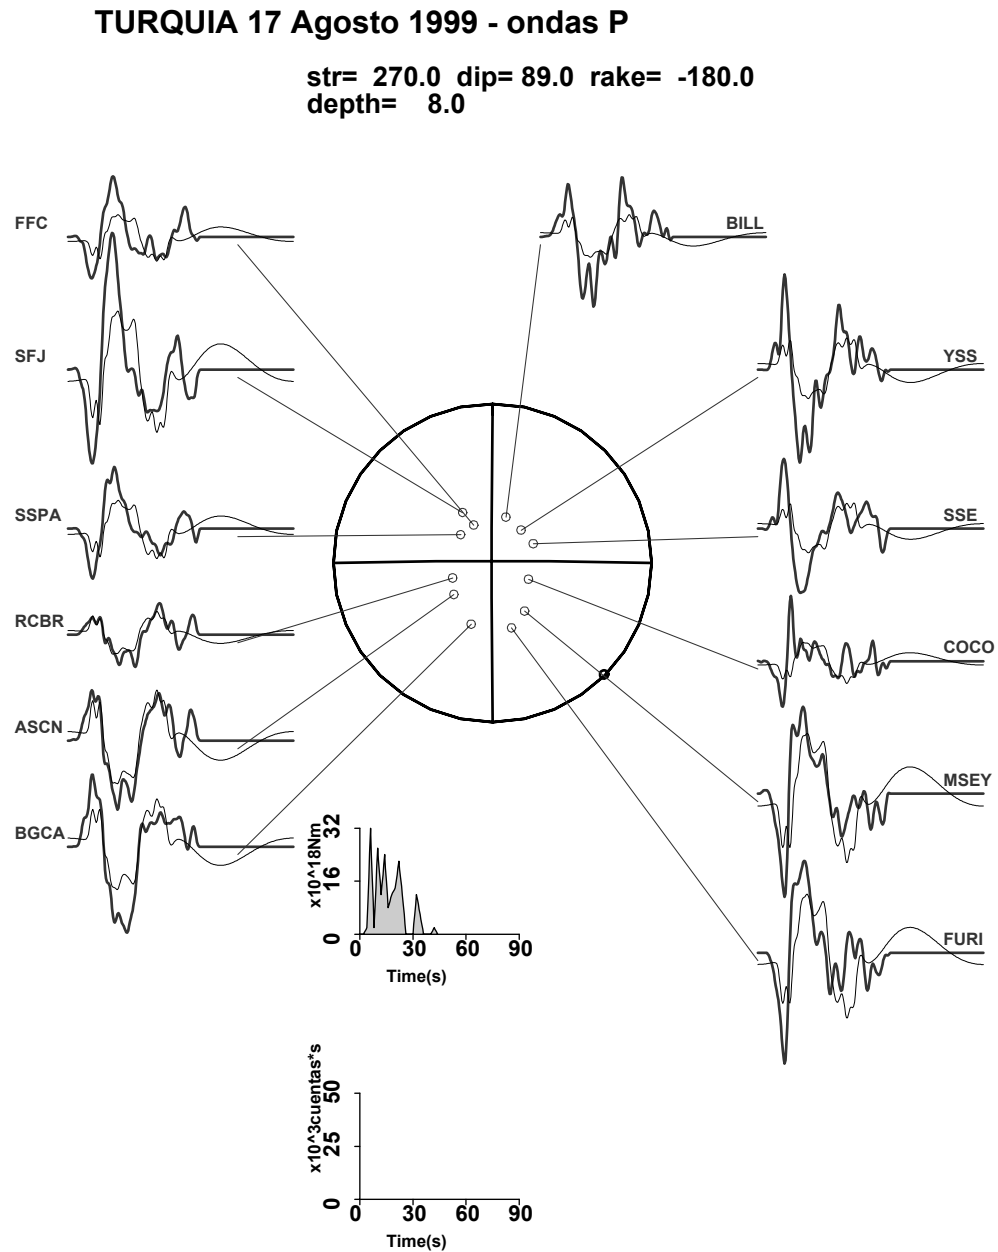 TURQUIA 17 Agosto 1999 - ondas P
str= 270.0 dip= 89.0 rake= -180.0
depth= 8.0
FFC
BILL
SFJ
YSS
SSPA
SSE
RCBR
COCO
ASCN
MSEY
BGCA
FURI
x10^18Nm
32
16
0
0 30 60 90
Time(s)
x10^3cuentas*s
50
25
0
0 30 60 90
Time(s)